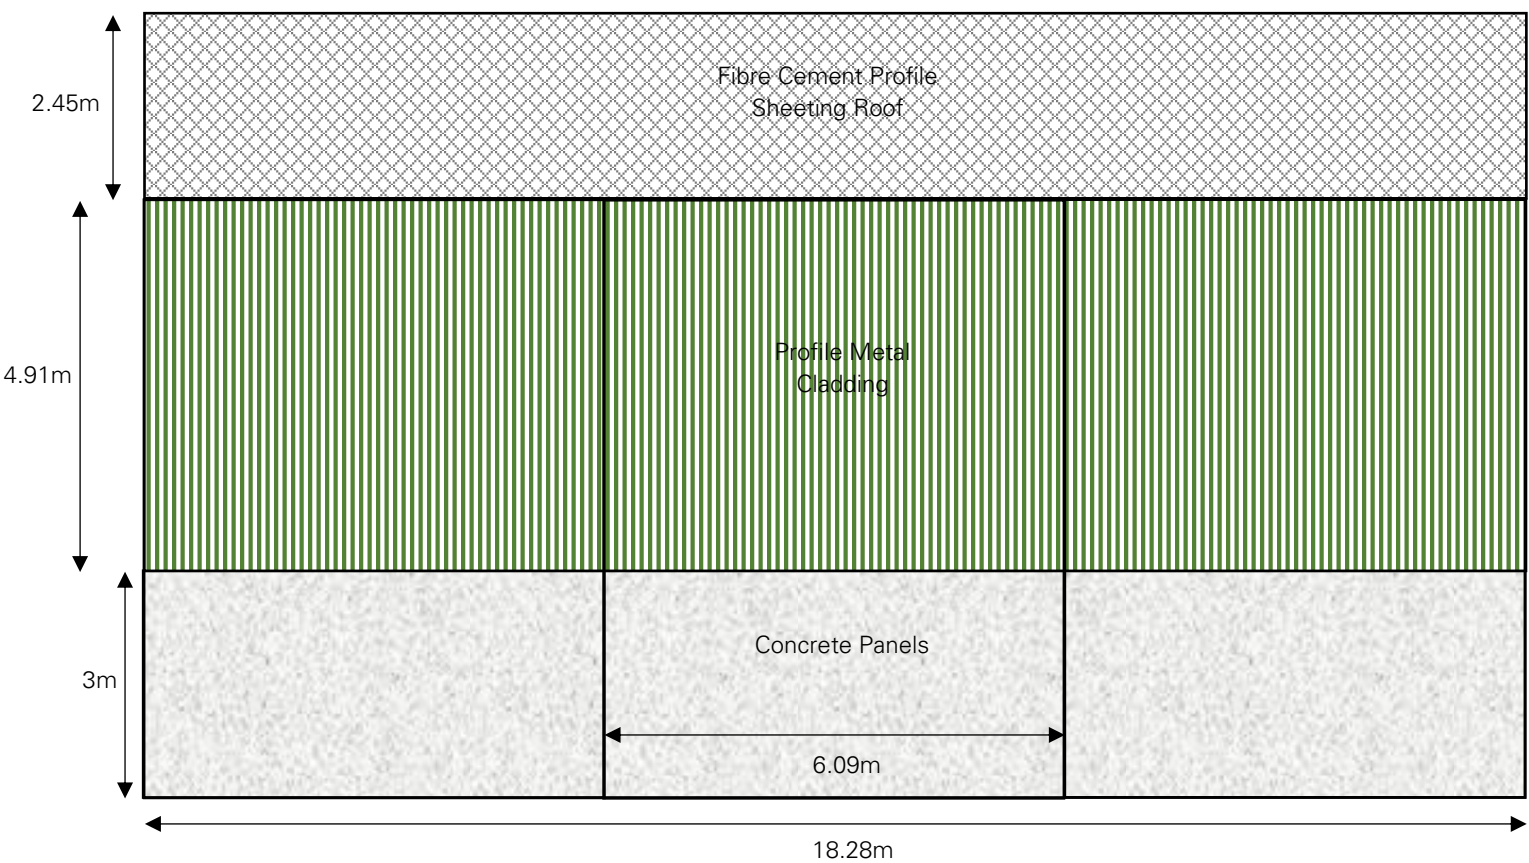 Fibre Cement Profile
Sheeting Roof
2.45m
Profile Metal
Cladding
4.91m
Concrete Panels
3m
6.09m
18.28m